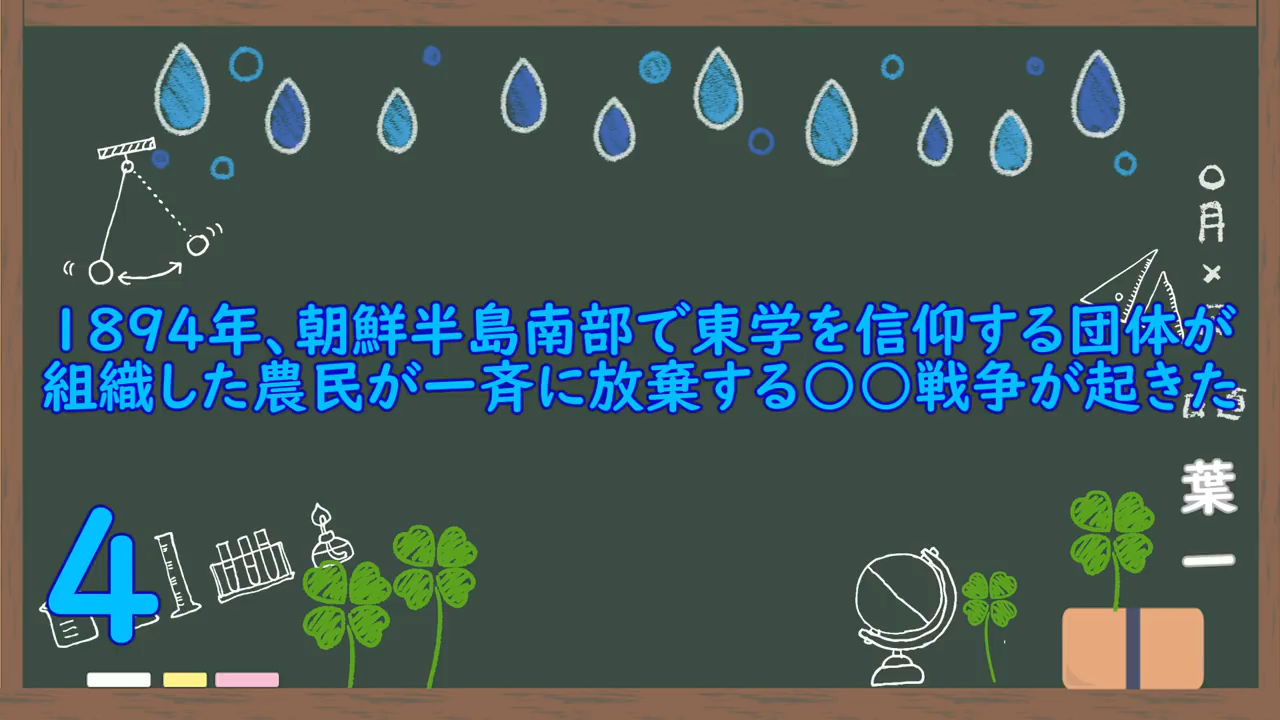 1894年、朝鮮半島南部で東学を信仰する団体が
組織した農民が一斉に放棄する〇〇戦争が起きた
4
〇月×
葉一